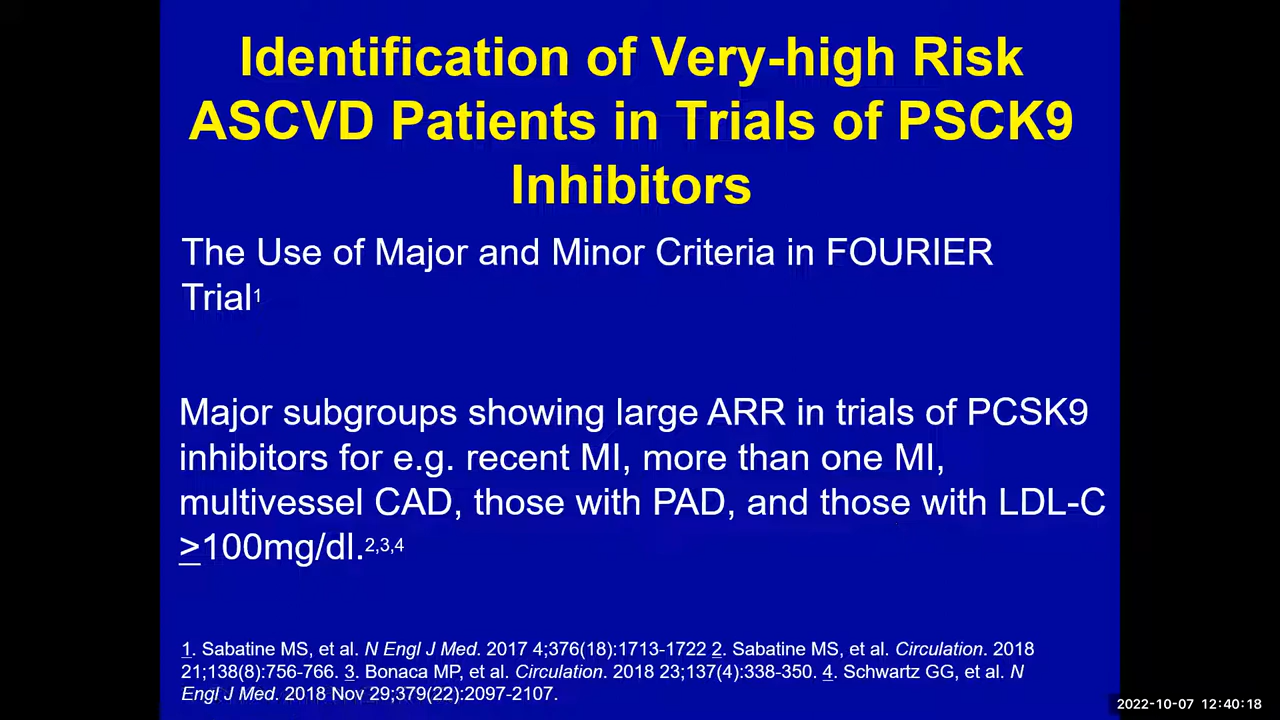 Identification of Very-high Risk
ASCVD Patients in Trials of PSCK9
Inhibitors
The Use of Major and Minor Criteria in FOURIER
Trial1
Major subgroups showing large ARR in trials of PCSK9
inhibitors for e.g. recent MI, more than one MI,
multivessel CAD, those with PAD, and those with LDL-C
≥100mg/dl.2,3,4
1. Sabatine MS, et al. N Engl J Med. 2017 4;376(18):1713-1722 2. Sabatine MS, et al. Circulation. 2018
21;138(8):756-766. 3. Bonaca MP, et al. Circulation. 2018 23;137(4):338-350. 4. Schwartz GG, et al. N
Engl J Med. 2018 Nov 29;379(22):2097-2107.
2022-10-07 12:40:18